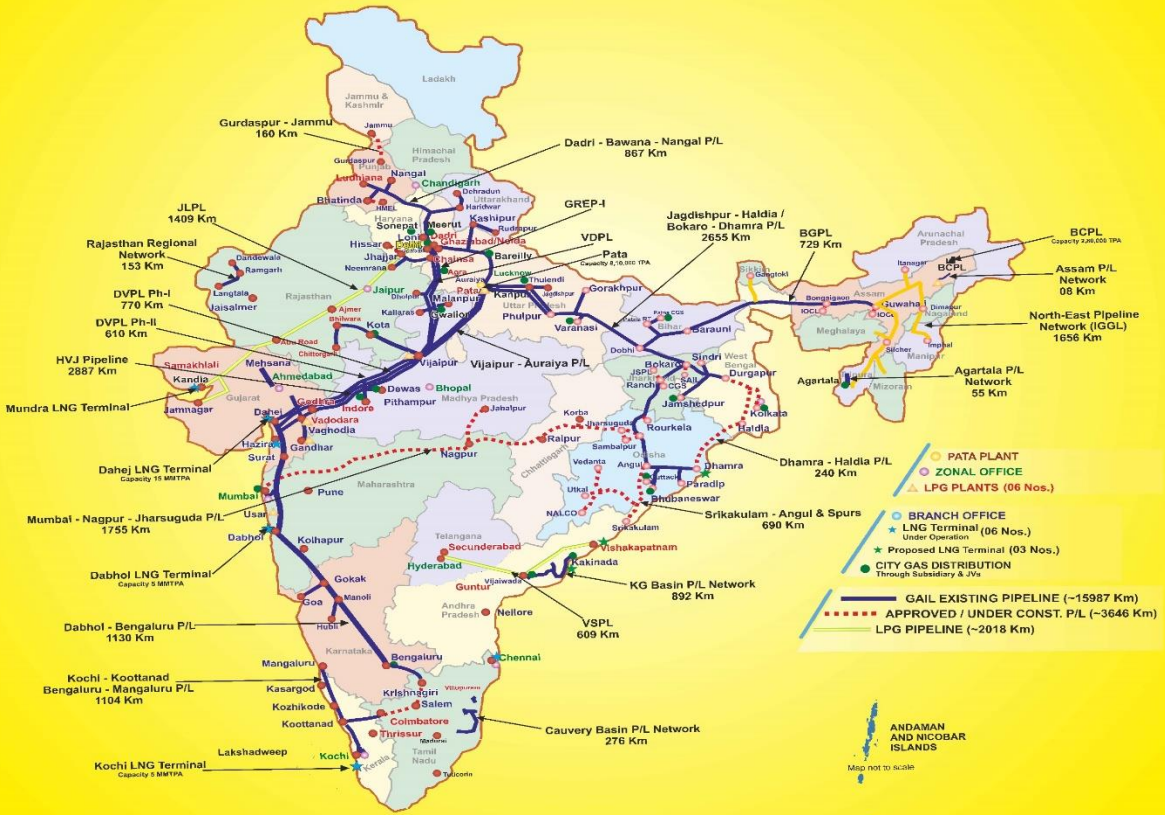 Ladakh
Jammu &
Kashmir
Gurdaspur - Jammu
160 Km
Jammu
Himachal
Pradesh
Gurdaspur
Punjab
Dadri - Bawana - Nangal P/L
867 Km
Ludhiana
Nangal
Chandigarh
Dehradun
Uttarakhand
Haridwar
Bhatinda
HMEL
Haryana
JLPL
1409 Km
Sonepat
Meerut
Kashipur
Rudrapur
GREP-I
Jagdishpur - Haldia /
Bokaro - Dhamra P/L
2655 Km
BGPL
729 Km
Arunachal
Pradesh
BCPL
Itanagar
BCPL
Rajasthan Regional
Network
153 Km
Dandewala
Ramgarh
Langtala
Jaisalmer
Hissar
Jhajjar
Neemrana
Dadri
Ghaziabad/Noida
Chainsa
Agra
Bareilly
VDPL
Pata
Capacity 8,10,000 TPA
Lucknow
Thulendi
Jagdishpur
Gorakhpur
Sikkim
Gangtok
Assam P/L
Network
08 Km
Bongaigaon
Assam
Guwahati
IOCL
IOCL
Dimapur
Nagaland
DVPL Ph-I
770 Km
Jaipur
Rajasthan
Dholpur
Malanpur
Kailaras
Gwalior
Auraiya
Pata
Kanpur
Uttar Pradesh
Phulpur
Varanasi
Patna CGS
Bihar
Barauni
Meghalaya
Silcher
Imphal
Manipur
North-East Pipeline
Network (IGGL)
1656 Km
DVPL Ph-II
610 Km
Ajmer
Bhilwara
Kota
Chittorgarh
Abu Road
Vijaipur
Vijaipur - Auraiya P/L
Dobhi
Sindri
West
Bengal
Agartala
Tripura
Mizoram
Agartala P/L
Network
55 Km
HVJ Pipeline
2887 Km
Samakhlali
Mehsana
Kandla
Ahmedabad
Gujarat
Mundra LNG Terminal
Jamnagar
Dewas
Bhopal
Madhya Pradesh
Indore
Pithampur
Bokaro
JSPL
Jharkhand
Ranchi
SAIL
CGS
Durgapur
Jamshedpur
Kolkata
Haldia
Godhra
Dahej
Vadodara
Vaghodia
Hazira
Gandhar
Surat
Jabalpur
Korba
Jharsuguda
Rourkela
Sambalpur
Raipur
Nagpur
Chhattisgarh
Odisha
Vedanta
Angul
Dhamra
Cuttack
Paradip
Bhubaneswar
Utkal
NALCO
Srikakulam
Dahej LNG Terminal
Capacity 15 MMTPA
Dhamra - Haldia P/L
240 Km
Maharashtra
Mumbai
Pune
Usar
Mumbai - Nagpur - Jharsuguda P/L
1755 Km
Srikakulam - Angul & Spurs
690 Km
Dabhol
Dabhol LNG Terminal
Capacity 5 MMTPA
Kolhapur
Telangana
Secunderabad
Hyderabad
Vishakapatnam
Kakinada
Vijaiwada
Guntur
KG Basin P/L Network
892 Km
VSPL
609 Km
Andhra
Pradesh
Nellore
Gokak
Goa
Manoli
Hubli
Dabhol - Bengaluru P/L
1130 Km
Karnataka
Mangaluru
Bengaluru
Chennai
Kochi - Koottanad
Bengaluru - Mangaluru P/L
1104 Km
Kasargod
Kozhikode
Koottanad
Krishnagiri
Salem
Coimbatore
Thrissur
Tamil
Nadu
Tuticorin
Cauvery Basin P/L Network
276 Km
Lakshadweep
Kochi
Kerala
Kochi LNG Terminal
Capacity 5 MMTPA
PATA PLANT
ZONAL OFFICE
LPG PLANTS (06 Nos.)
BRANCH OFFICE
LNG Terminal (06 Nos.)
Under Operation
Proposed LNG Terminal (03 Nos.)
CITY GAS DISTRIBUTION
Through Subsidiary & JVs
GAIL EXISTING PIPELINE (~15987 Km)
APPROVED / UNDER CONST. P/L (~3646 Km)
LPG PIPELINE (~2018 Km)
ANDAMAN
AND NICOBAR
ISLANDS
Map not to scale